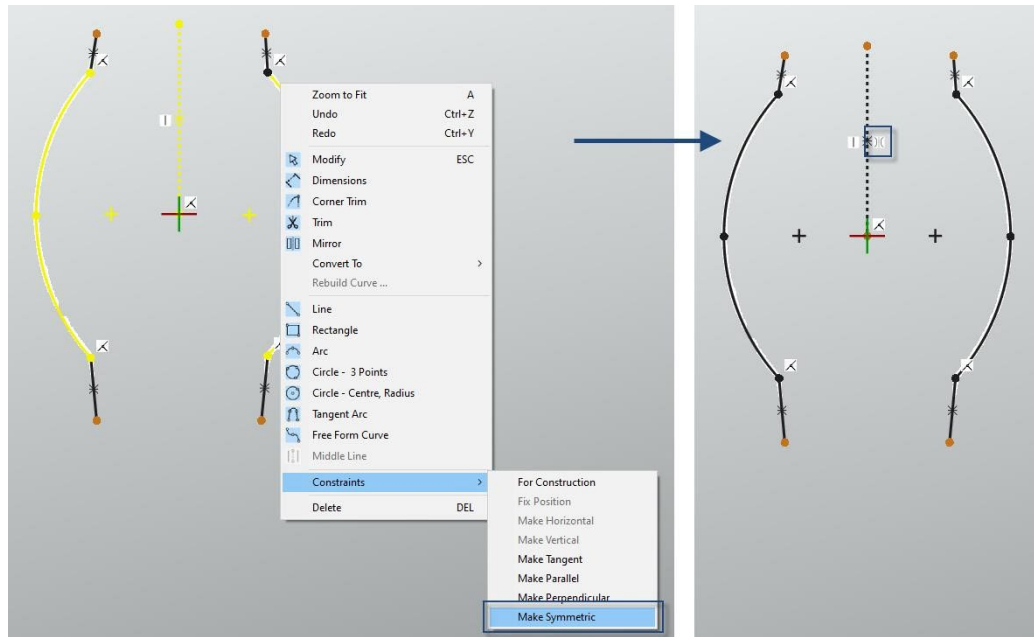 Zoom to Fit A
Undo Ctrl+Z
Redo Ctrl+Y
Modify ESC
Dimensions
Corner Trim
Trim
Mirror
Convert To >
Rebuild Curve ...
Line
Rectangle
Arc
Circle - 3 Points
Circle - Centre, Radius
Tangent Arc
Free Form Curve
Middle Line
Constraints >
Delete DEL
For Construction
Fix Position
Make Horizontal
Make Vertical
Make Tangent
Make Parallel
Make Perpendicular
Make Symmetric